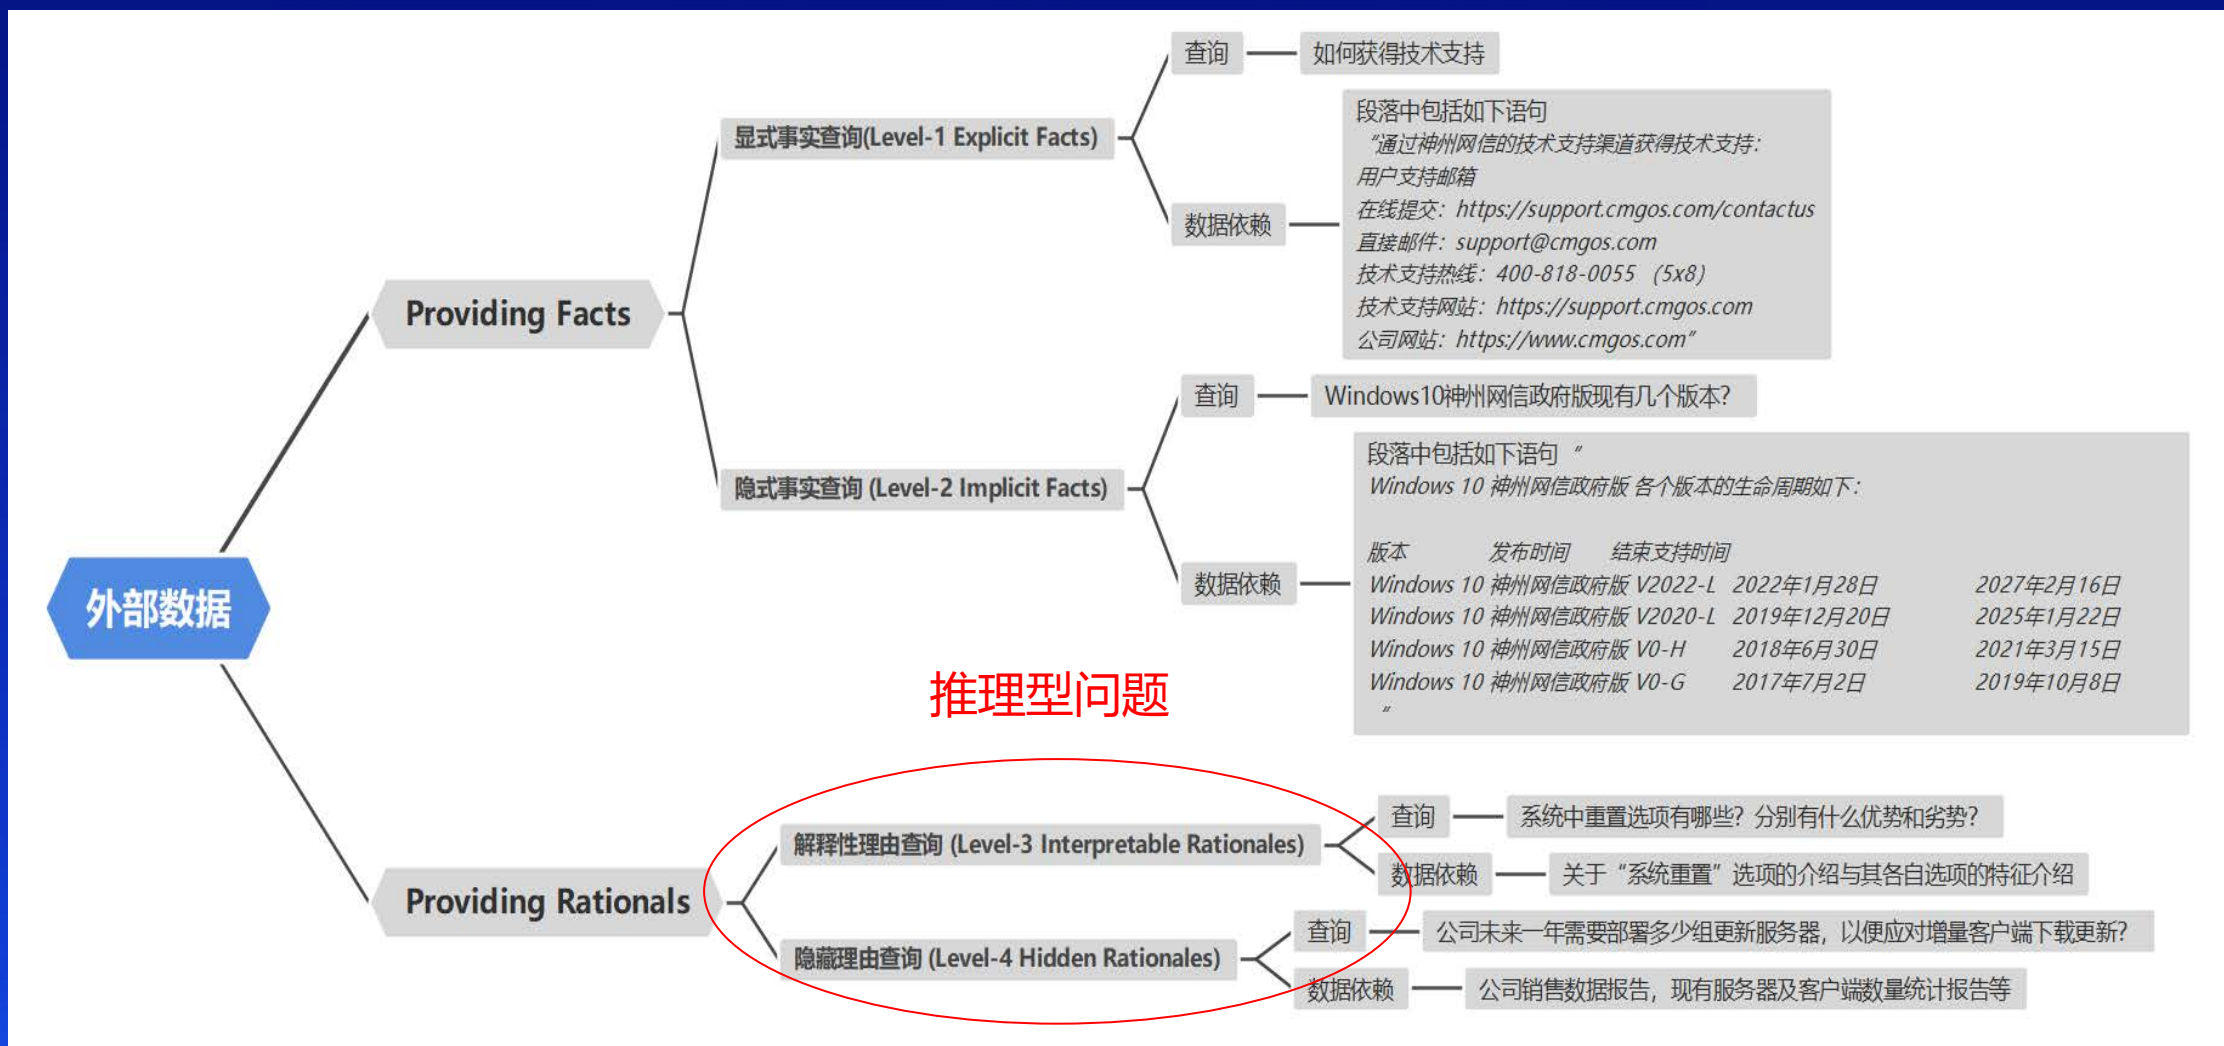 查询
如何获得技术支持
显式事实查询(Level-1 Explicit Facts)
数据依赖
段落中包括如下语句
“通过神州网信的技术支持渠道获得技术支持：
用户支持邮箱
在线提交：https://support.cmgos.com/contactus
直接邮件：support@cmgos.com
技术支持热线：400-818-0055 （5x8）
技术支持网站：https://support.cmgos.com
公司网站：https://www.cmgos.com”
Providing Facts
查询
Windows10神州网信政府版现有几个版本？
隐式事实查询 (Level-2 Implicit Facts)
数据依赖
段落中包括如下语句 “
Windows 10 神州网信政府版 各个版本的生命周期如下：
版本 发布时间 结束支持时间
Windows 10 神州网信政府版 V2022-L 2022年1月28日 2027年2月16日
Windows 10 神州网信政府版 V2020-L 2019年12月20日 2025年1月22日
Windows 10 神州网信政府版 V0-H 2018年6月30日 2021年3月15日
Windows 10 神州网信政府版 V0-G 2017年7月2日 2019年10月8日
”
外部数据
推理型问题
Providing Rationals
解释性理由查询 (Level-3 Interpretable Rationales)
查询
系统中重置选项有哪些？分别有什么优势和劣势？
数据依赖
关于“系统重置”选项的介绍与其各自选项的特征介绍
隐藏理由查询 (Level-4 Hidden Rationales)
查询
公司未来一年需要部署多少组更新服务器，以便应对增量客户端下载更新？
数据依赖
公司销售数据报告，现有服务器及客户端数量统计报告等